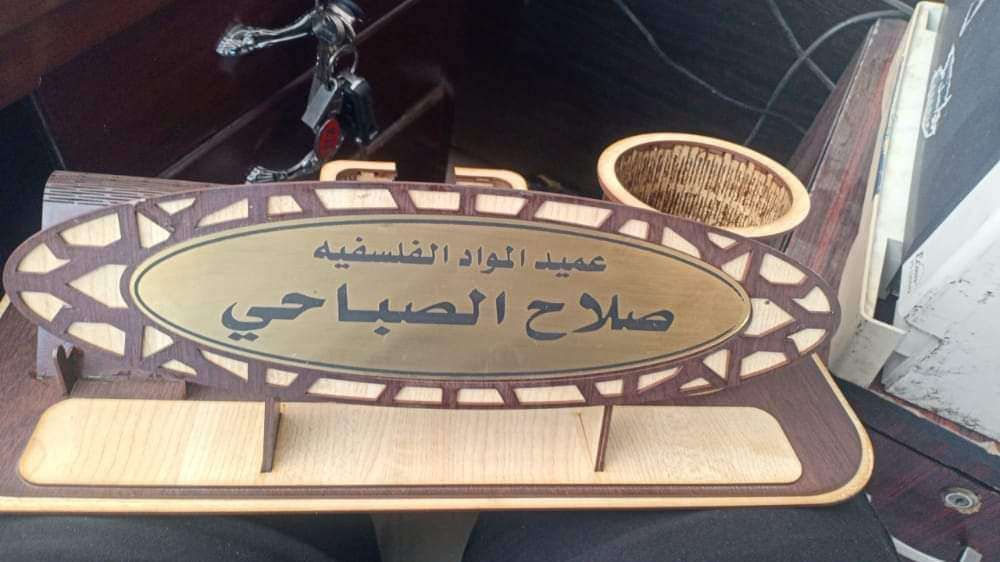 عميد المواد الفلسفيه
صلاح الصباحي